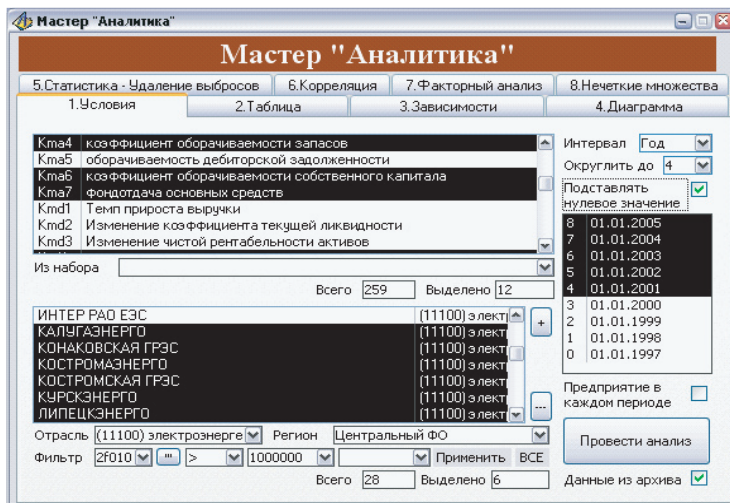 Мастер "Аналитика"
Мастер "Аналитика"
5.Статистика - Удаление выбросов 6.Корреляция 7.Факторный анализ 8.Нечеткие множества
1.Условия 2.Таблица 3.Зависимости 4.Диаграмма
Kma4 коэффициент оборачиваемости запасов
Kma5 оборачиваемость дебиторской задолженности
Kma6 коэффициент оборачиваемости собственного капитала
Kma7 фондотдача основных средств
Kmd1 Темп прироста выручки
Kmd2 Изменение коэффициента текущей ликвидности
Kmd3 Изменение чистой рентабельности активов
Из набора
Всего 259 Выделено 12
Интервал Год
Округлить до 4
Подставлять
нулевое значение
8 01.01.2005
7 01.01.2004
6 01.01.2003
5 01.01.2002
4 01.01.2001
3 01.01.2000
2 01.01.1999
1 01.01.1998
0 01.01.1997
ИНТЕР РАО ЕЭС (11100) элект
КАЛУГАЭНЕРГО (11100) элект
КОНАКОВСКАЯ ГРЭС (11100) элект
КОСТРОМАЭНЕРГО (11100) элект
КОСТРОМСКАЯ ГРЭС (11100) элект
КУРСКЭНЕРГО (11100) элект
ЛИПЕЦКЭНЕРГО (11100) элект
+
...
Предприятие в
каждом периоде
Отрасль (11100) электроэнерге Регион Центральный ФО
Фильтр 2f010 "" > 1000000 Применить ВСЕ
Всего 28 Выделено 6
Провести анализ
Данные из архива